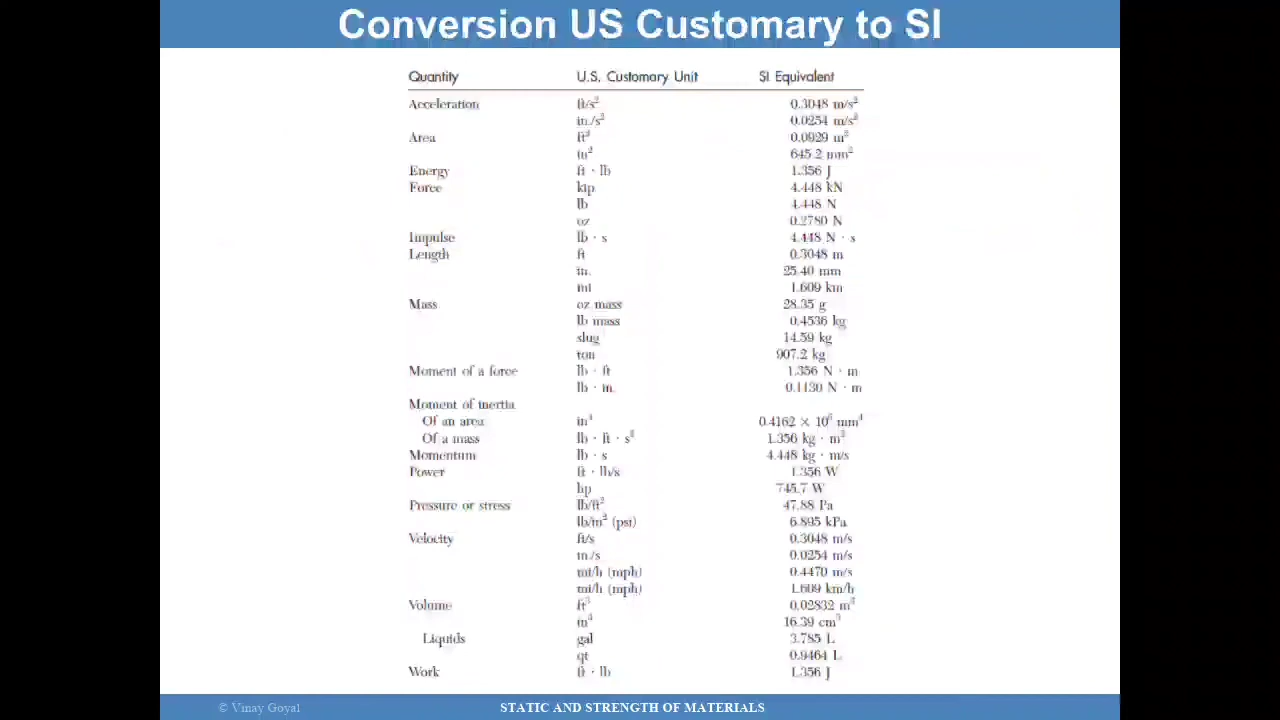 Conversion US Customary to SI
Quantity U.S. Customary Unit SI Equivalent
Acceleration ft/s² 0.3048 m/s²
in./s² 0.0254 m/s²
Area ft² 0.0929 m²
in² 645.2 mm²
Energy ft · lb 1.356 J
Force kip 4.448 kN
lb 4.448 N
oz 0.2780 N
Impulse lb · s 4.448 N · s
Length ft 0.3048 m
in. 25.40 mm
mi 1.609 km
Mass oz mass 28.35 g
lb mass 0.4536 kg
slug 14.59 kg
ton 907.2 kg
Moment of a force lb · ft 1.356 N · m
lb · in. 0.1130 N · m
Moment of inertia
Of an area in⁴ 0.4162 × 10⁶ mm⁴
Of a mass lb · ft · s² 1.356 kg · m²
Momentum lb · s 4.448 kg · m/s
Power ft · lb/s 1.356 W
hp 745.7 W
Pressure or stress lb/ft² 47.88 Pa
lb/in² (psi) 6.895 kPa
Velocity ft/s 0.3048 m/s
in./s 0.0254 m/s
mi/h (mph) 0.4470 m/s
mi/h (mph) 1.609 km/h
Volume ft³ 0.02832 m³
in³ 16.39 cm³
Liquids gal 3.785 L
qt 0.9464 L
Work ft · lb 1.356 J
© Vinay Goyal STATIC AND STRENGTH OF MATERIALS